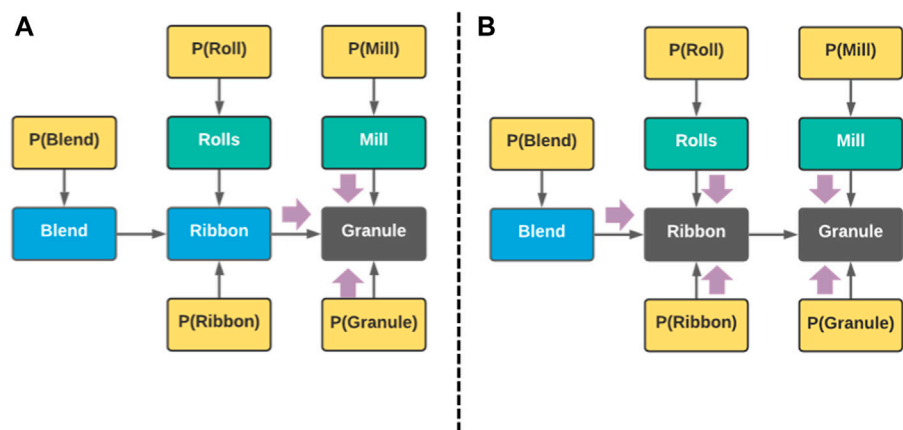 A
P(Roll)
P(Mill)
P(Blend)
Rolls
Mill
Blend
Ribbon
Granule
P(Ribbon)
P(Granule)
B
P(Roll)
P(Mill)
P(Blend)
Rolls
Mill
Blend
Ribbon
Granule
P(Ribbon)
P(Granule)